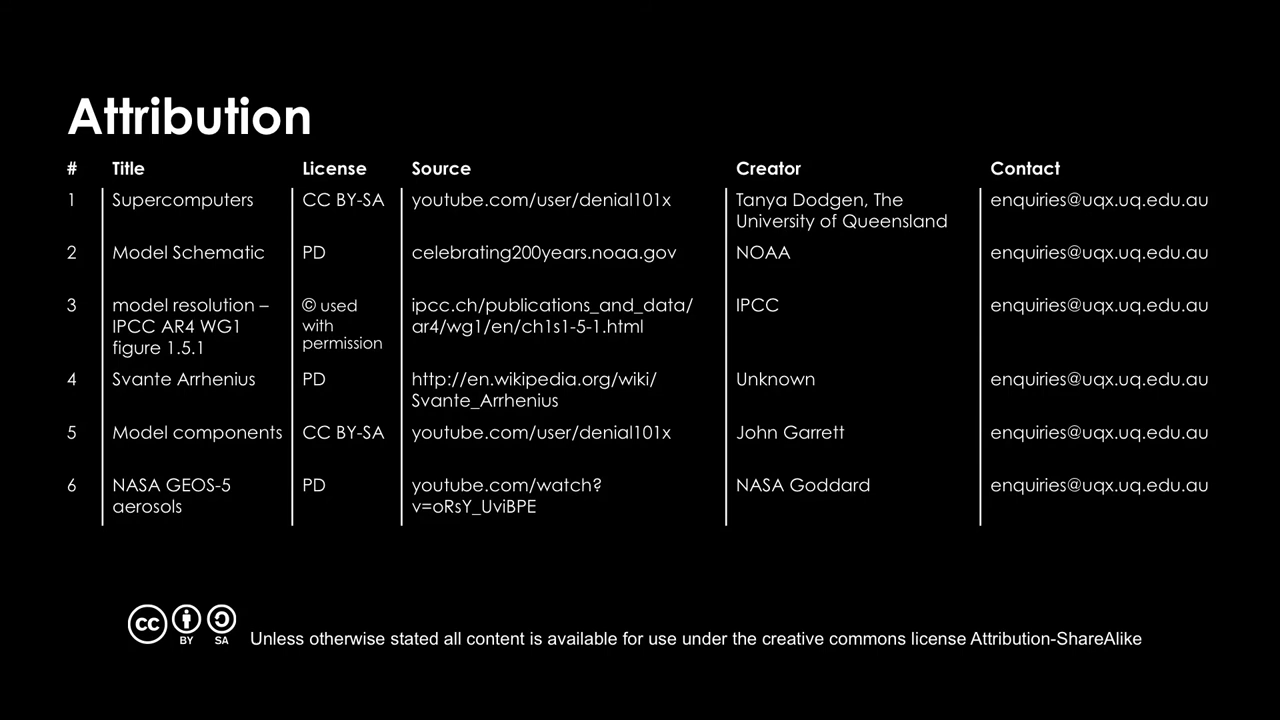 Attribution
# Title License Source Creator Contact
1 Supercomputers CC BY-SA youtube.com/user/denial101x Tanya Dodgen, The enquiries@uqx.uq.edu.au
University of Queensland
2 Model Schematic PD celebrating200years.noaa.gov NOAA enquiries@uqx.uq.edu.au
3 model resolution – © used ipcc.ch/publications_and_data/ IPCC enquiries@uqx.uq.edu.au
IPCC AR4 WG1 with ar4/wg1/en/ch1s1-5-1.html
figure 1.5.1 permission
4 Svante Arrhenius PD http://en.wikipedia.org/wiki/ Unknown enquiries@uqx.uq.edu.au
Svante_Arrhenius
5 Model components CC BY-SA youtube.com/user/denial101x John Garrett enquiries@uqx.uq.edu.au
6 NASA GEOS-5 PD youtube.com/watch? NASA Goddard enquiries@uqx.uq.edu.au
aerosols v=oRsY_UviBPE
cc BY SA Unless otherwise stated all content is available for use under the creative commons license Attribution-ShareAlike